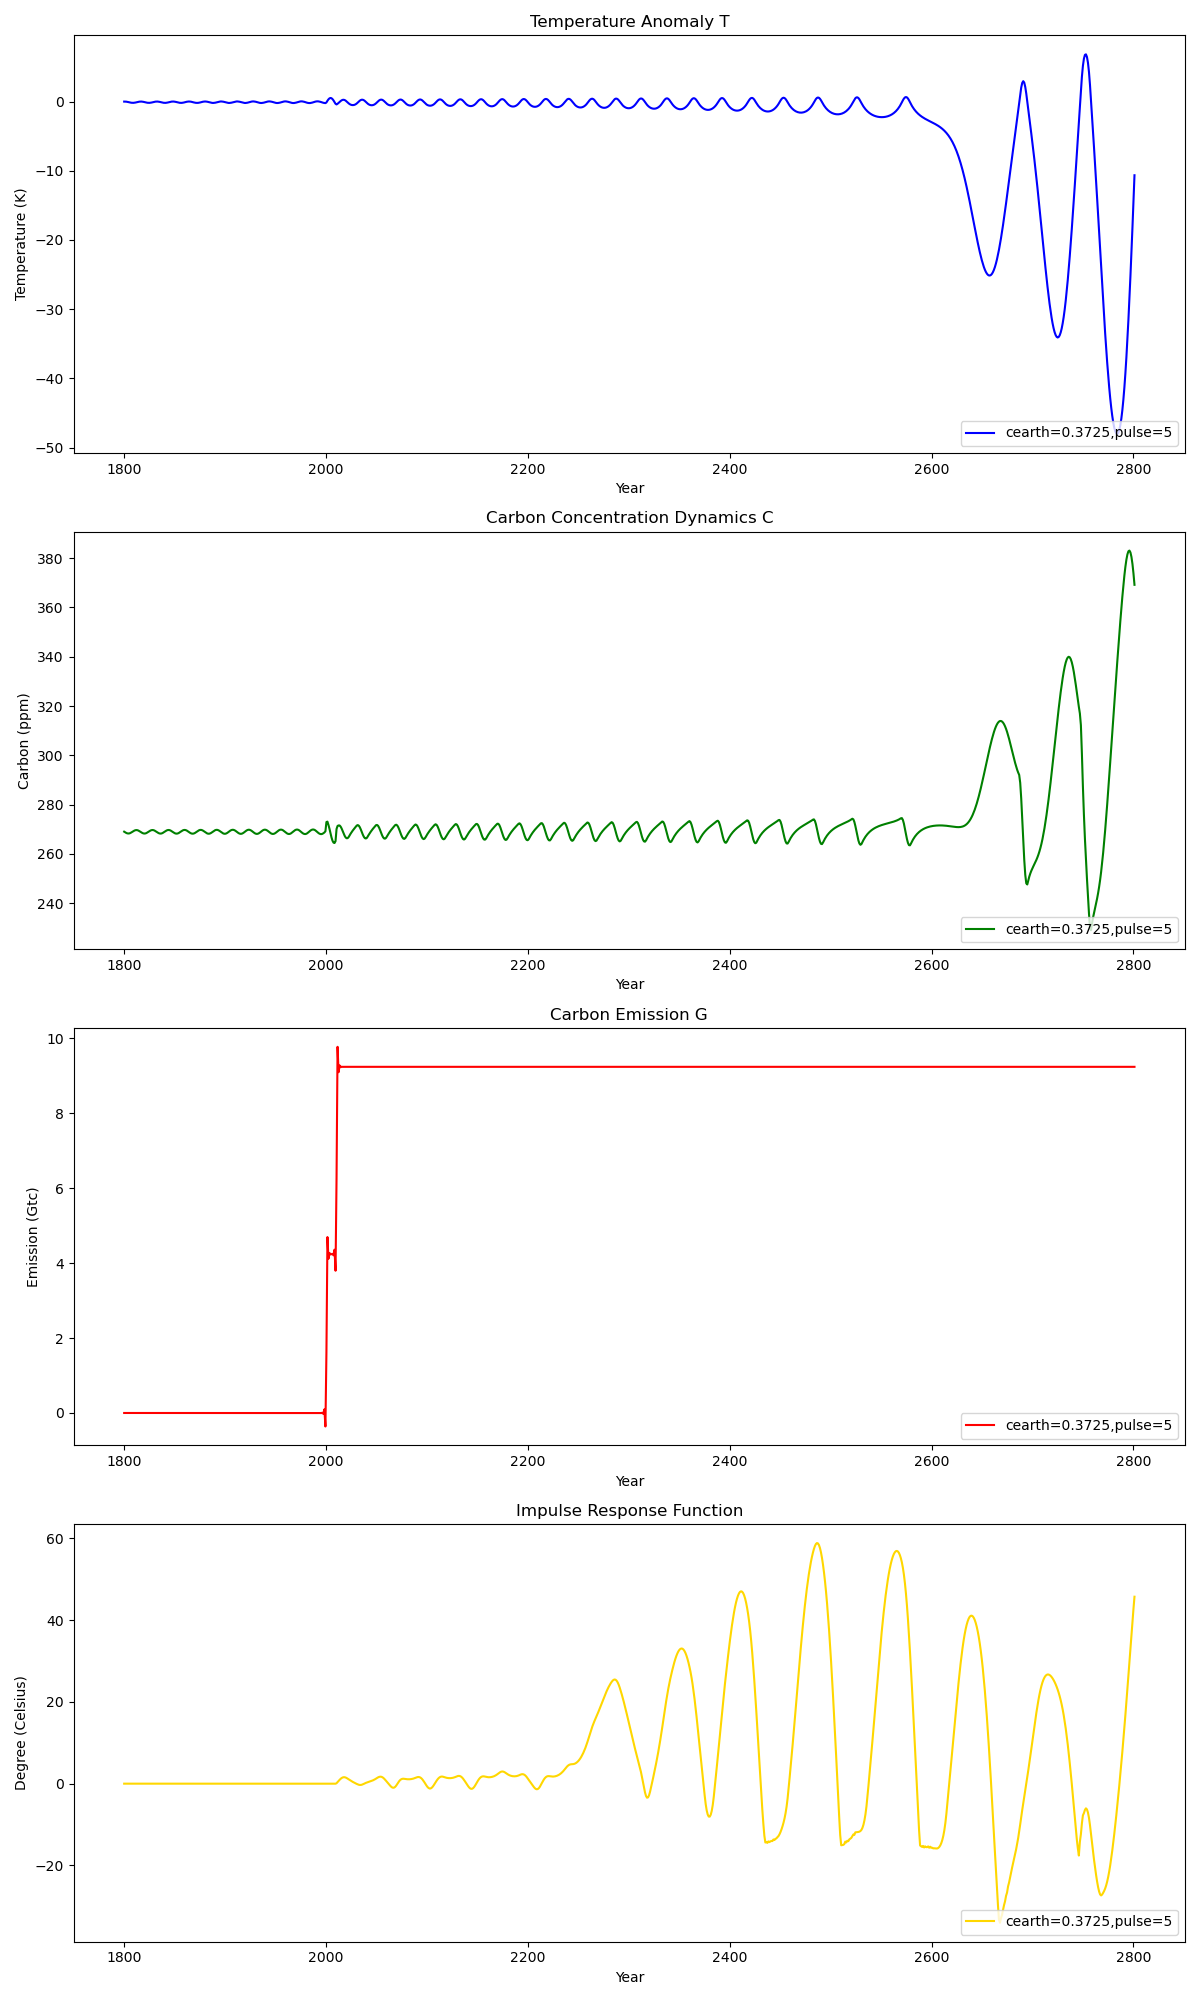 Temperature Anomaly T
0
−10
−20
−30
−40
−50
Temperature (K)
cearth=0.3725,pulse=5
1800 2000 2200 2400 2600 2800
Year
Carbon Concentration Dynamics C
380
360
340
320
300
280
260
240
Carbon (ppm)
cearth=0.3725,pulse=5
1800 2000 2200 2400 2600 2800
Year
Carbon Emission G
10
8
6
4
2
0
Emission (Gtc)
cearth=0.3725,pulse=5
1800 2000 2200 2400 2600 2800
Year
Impulse Response Function
60
40
20
0
−20
Degree (Celsius)
cearth=0.3725,pulse=5
1800 2000 2200 2400 2600 2800
Year